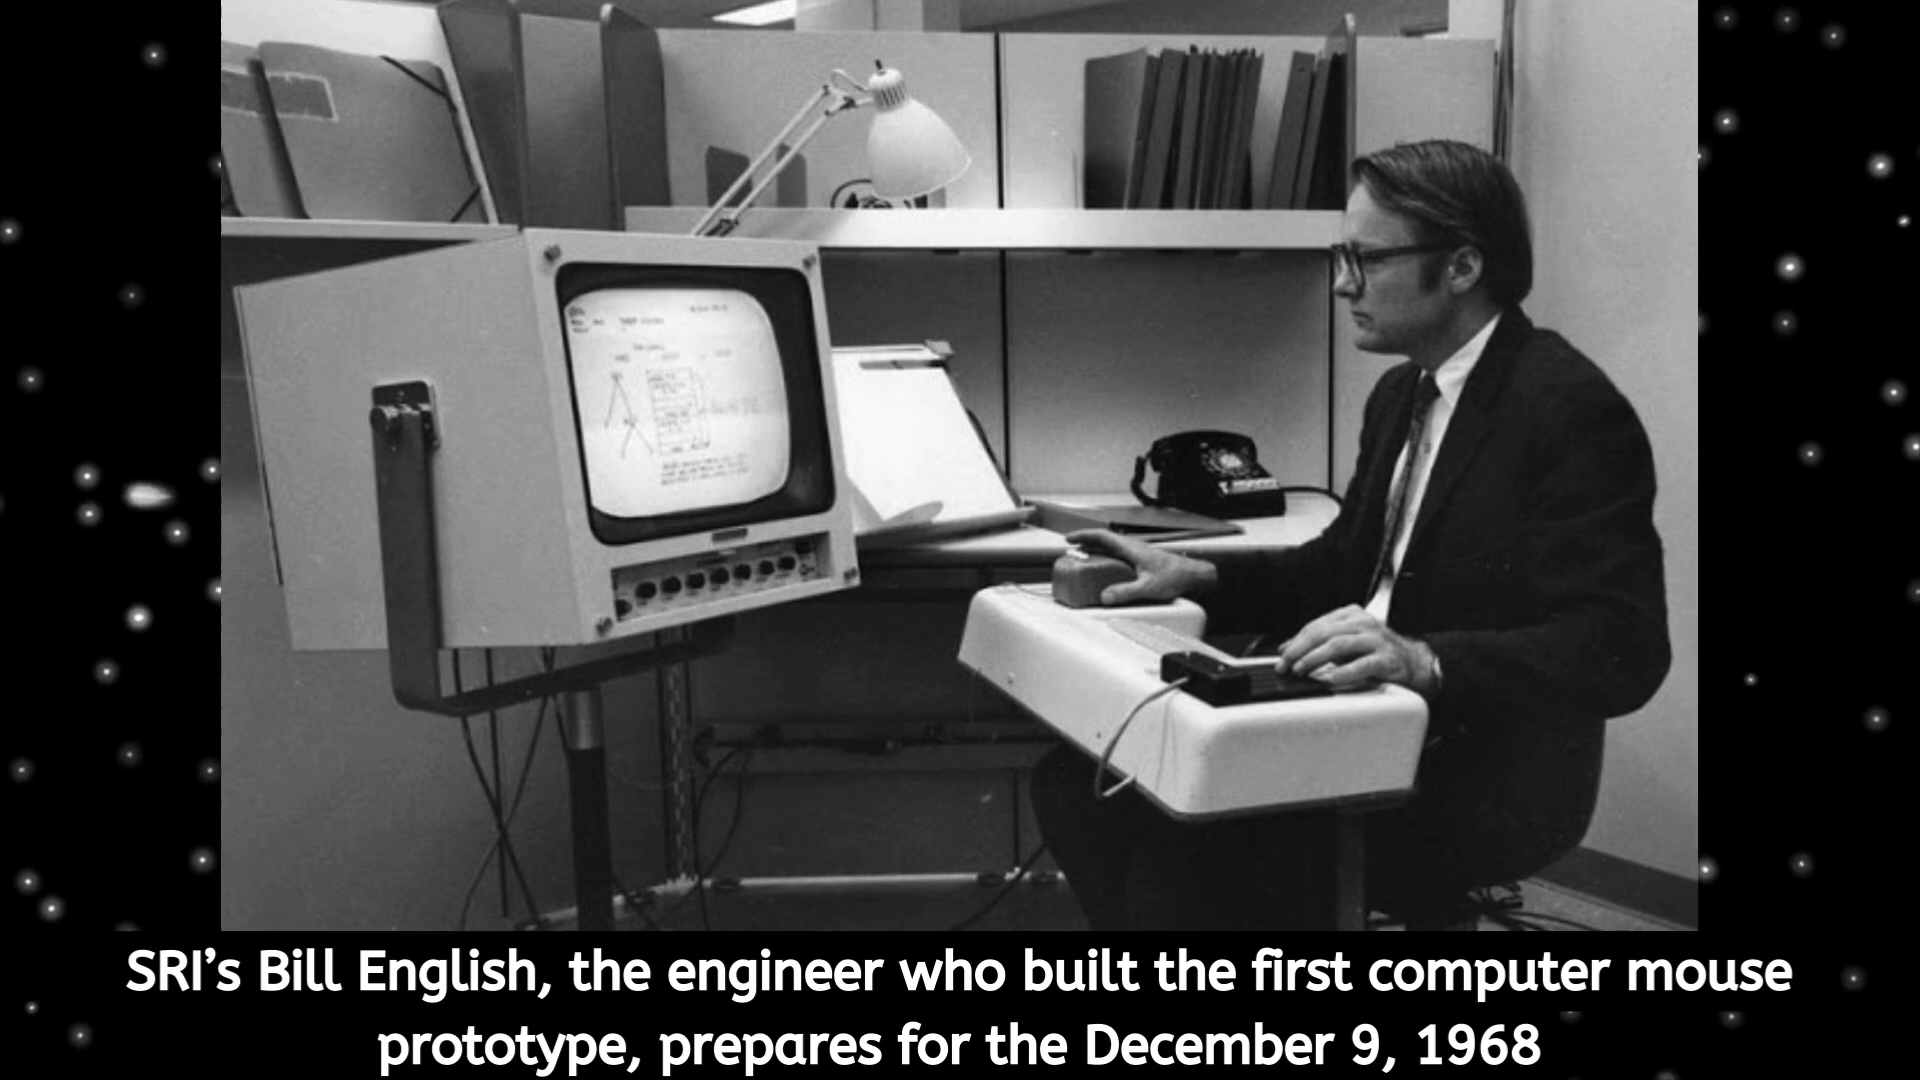 SRI’s Bill English, the engineer who built the first computer mouse
prototype, prepares for the December 9, 1968